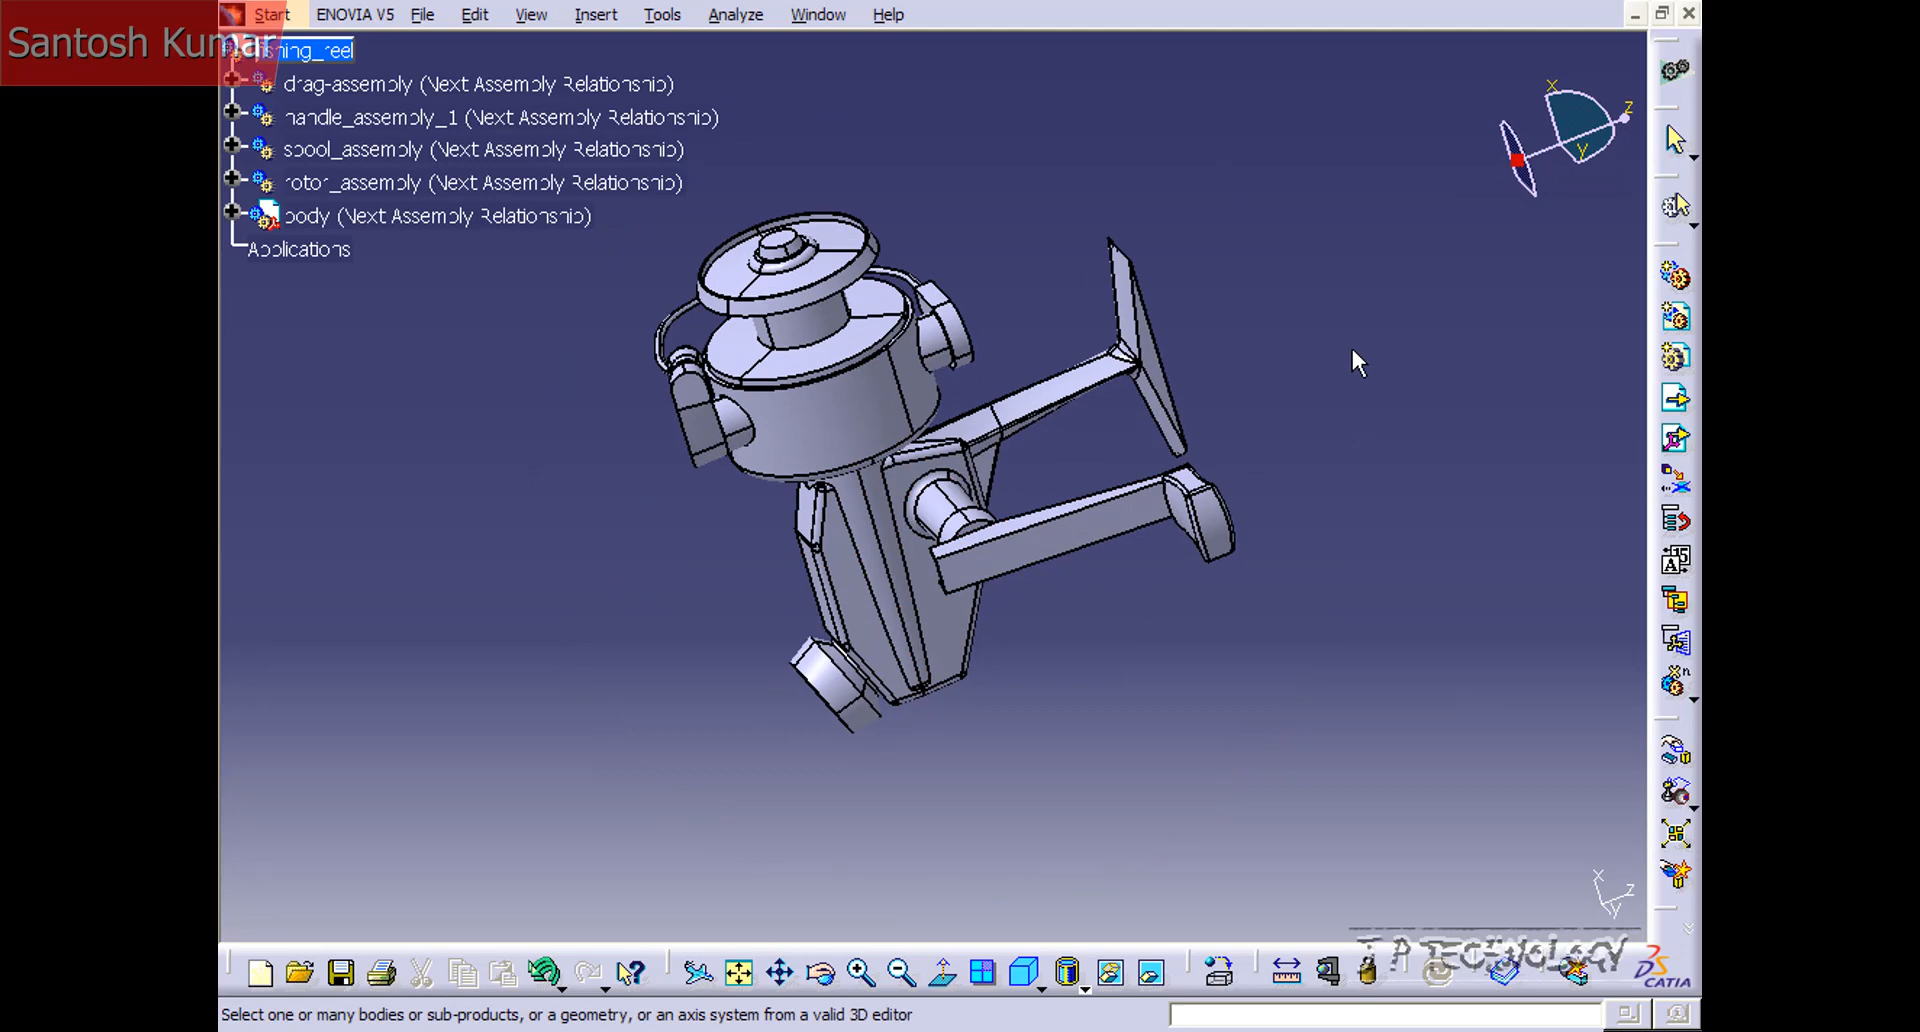 Santosh Kumar
Start ENOVIA V5 File Edit View Insert Tools Analyze Window Help
fishing_reel
drag-assembly (Next Assembly Relationship)
handle_assembly_1 (Next Assembly Relationship)
spool_assembly (Next Assembly Relationship)
rotor_assembly (Next Assembly Relationship)
body (Next Assembly Relationship)
Applications
x
z
y
x
z
y
T P TECHNOLOGY
CATIA
Select one or many bodies or sub-products, or a geometry, or an axis system from a valid 3D editor